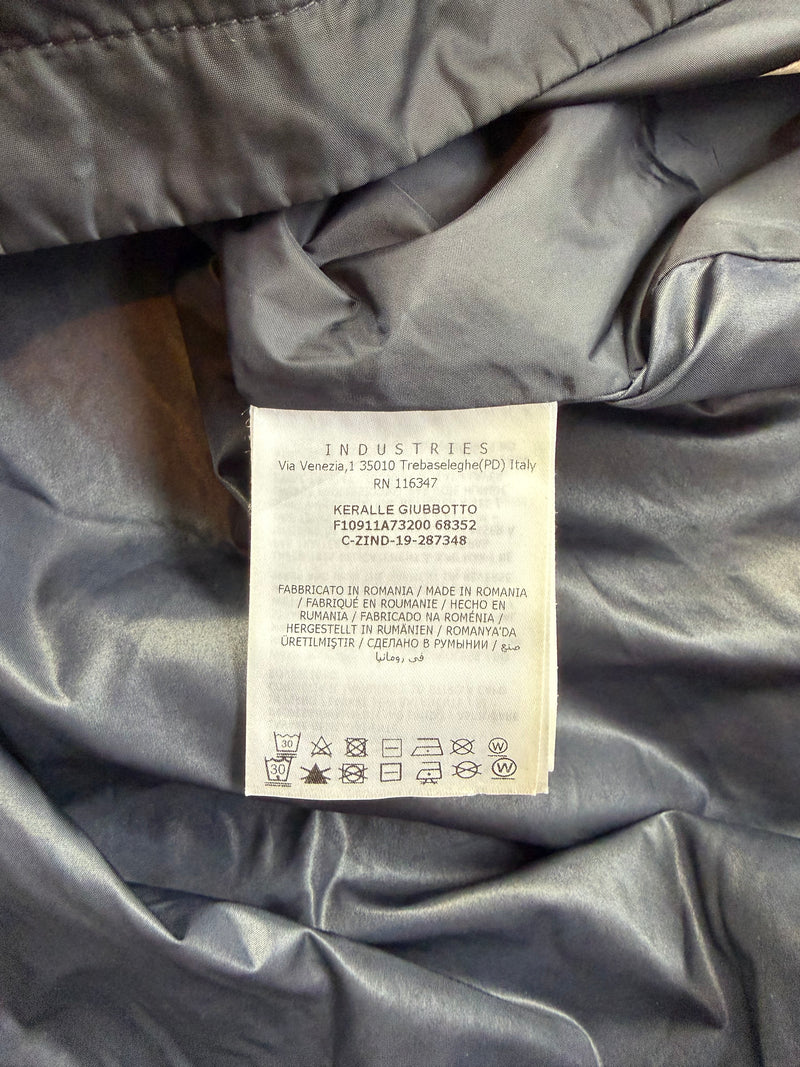 INDUSTRIES
Via Venezia,1 35010 Trebaseleghe(PD) Italy
RN 116347
KERALLE GIUBBOTTO
F10911A73200 68352
C-ZIND-19-287348
FABBRICATO IN ROMANIA / MADE IN ROMANIA
/ FABRIQUÉ EN ROUMANIE / HECHO EN
RUMANIA / FABRICADO NA ROMÉNIA /
HERGESTELLT IN RUMÄNIEN / ROMANYA'DA
ÜRETILMIŞTIR / СДЕЛАНО В РУМЫНИИ / صنع
في رومانيا
30 W
30 W